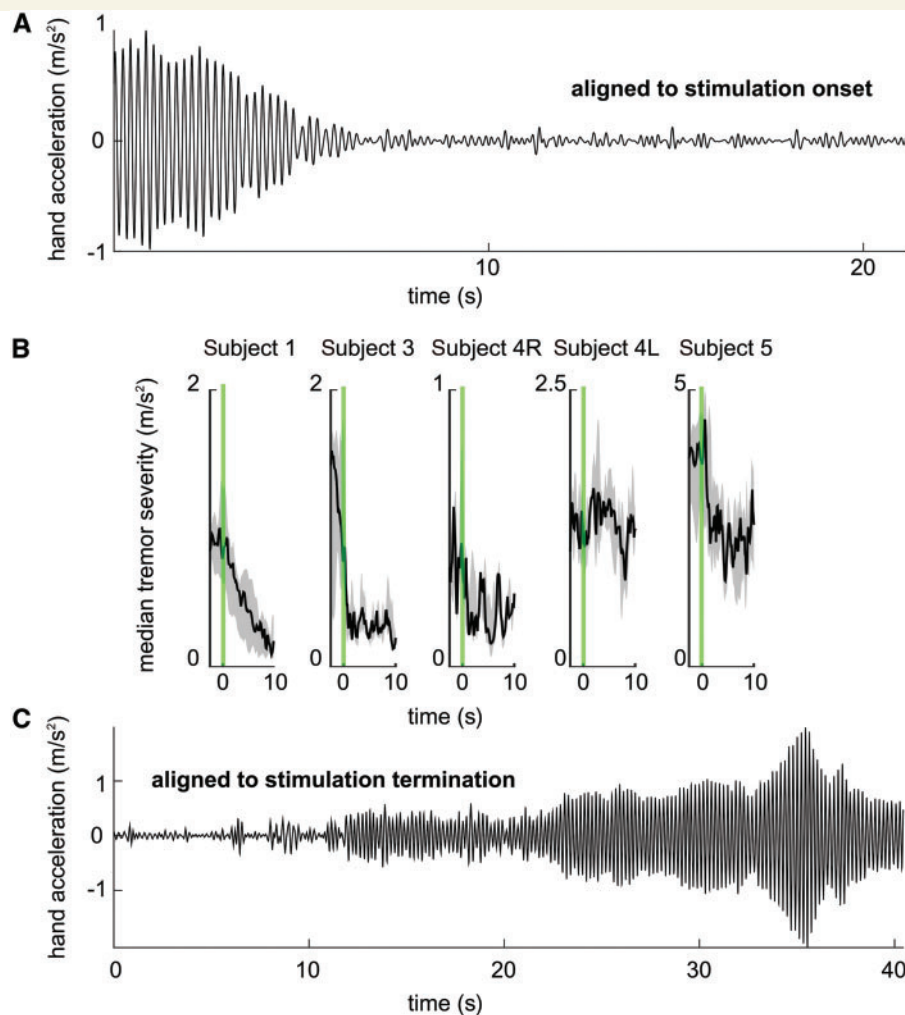 A
hand acceleration (m/s²)
1
0
-1
aligned to stimulation onset
10
20
time (s)
B
Subject 1
Subject 3
Subject 4R
Subject 4L
Subject 5
median tremor severity (m/s²)
2
2
1
2.5
5
0
0
0
0
0
0 10
0 10
0 10
0 10
0 10
time (s)
C
hand acceleration (m/s²)
aligned to stimulation termination
1
0
-1
0
10
20
30
40
time (s)